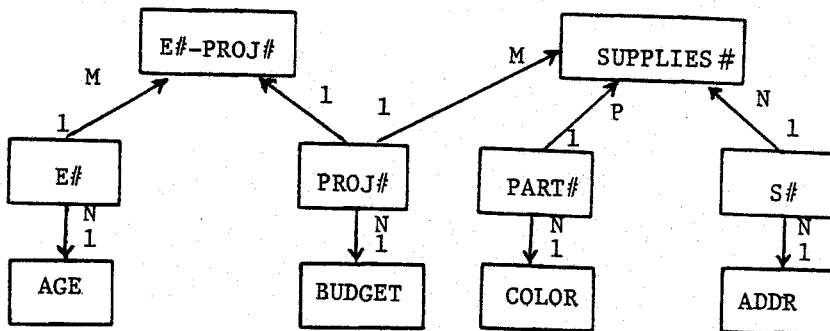 E#-PROJ#
SUPPLIES #
M
M
1
1
P
N
1
1
1
E#
PROJ#
PART#
S#
N
N
N
N
1
1
1
1
AGE
BUDGET
COLOR
ADDR